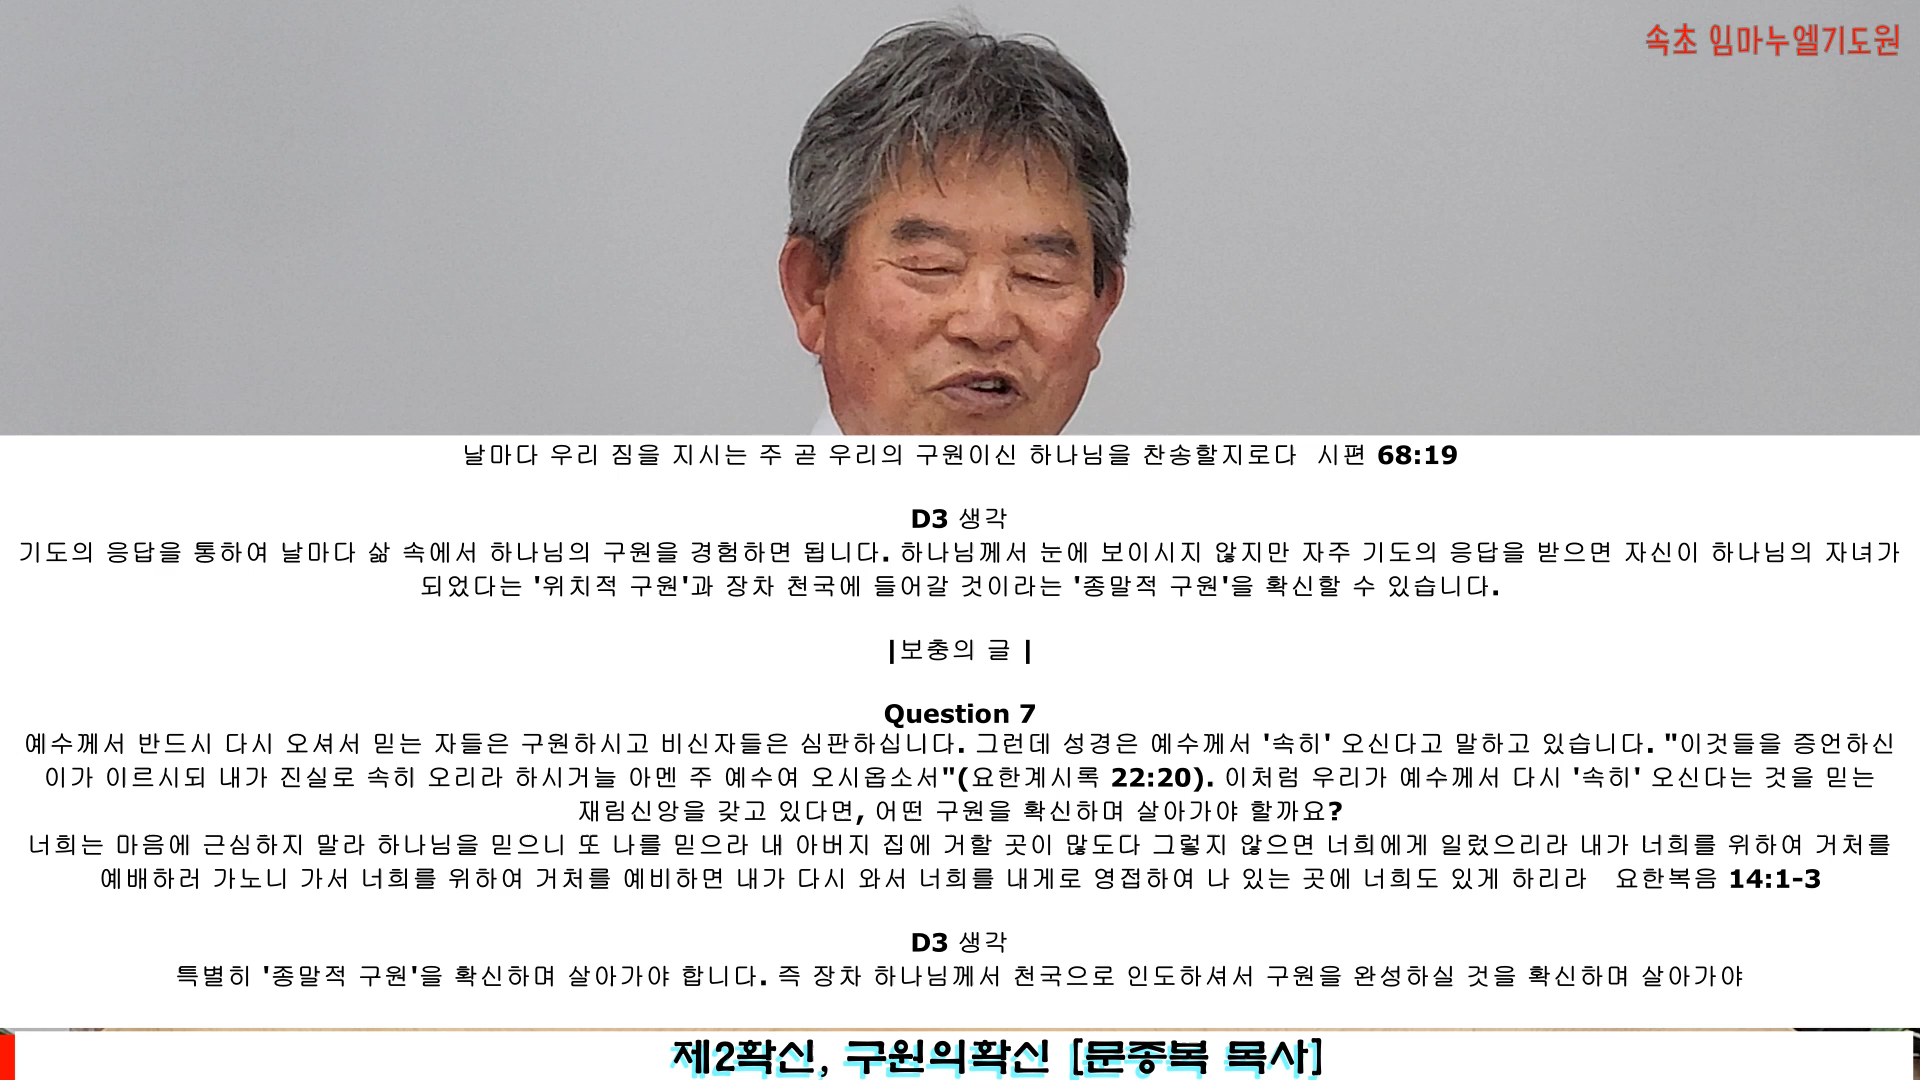 속초 임마누엘기도원
날마다 우리 짐을 지시는 주 곧 우리의 구원이신 하나님을 찬송할지로다 시편 68:19
D3 생각
기도의 응답을 통하여 날마다 삶 속에서 하나님의 구원을 경험하면 됩니다. 하나님께서 눈에 보이시지 않지만 자주 기도의 응답을 받으면 자신이 하나님의 자녀가
되었다는 '위치적 구원'과 장차 천국에 들어갈 것이라는 '종말적 구원'을 확신할 수 있습니다.
|보충의 글 |
Question 7
예수께서 반드시 다시 오셔서 믿는 자들은 구원하시고 비신자들은 심판하십니다. 그런데 성경은 예수께서 '속히' 오신다고 말하고 있습니다. "이것들을 증언하신
이가 이르시되 내가 진실로 속히 오리라 하시거늘 아멘 주 예수여 오시옵소서"(요한계시록 22:20). 이처럼 우리가 예수께서 다시 '속히' 오신다는 것을 믿는
재림신앙을 갖고 있다면, 어떤 구원을 확신하며 살아가야 할까요?
너희는 마음에 근심하지 말라 하나님을 믿으니 또 나를 믿으라 내 아버지 집에 거할 곳이 많도다 그렇지 않으면 너희에게 일렀으리라 내가 너희를 위하여 거처를
예배하러 가노니 가서 너희를 위하여 거처를 예비하면 내가 다시 와서 너희를 내게로 영접하여 나 있는 곳에 너희도 있게 하리라 요한복음 14:1-3
D3 생각
특별히 '종말적 구원'을 확신하며 살아가야 합니다. 즉 장차 하나님께서 천국으로 인도하셔서 구원을 완성하실 것을 확신하며 살아가야
제2확신, 구원의확신 [문종복 목사]